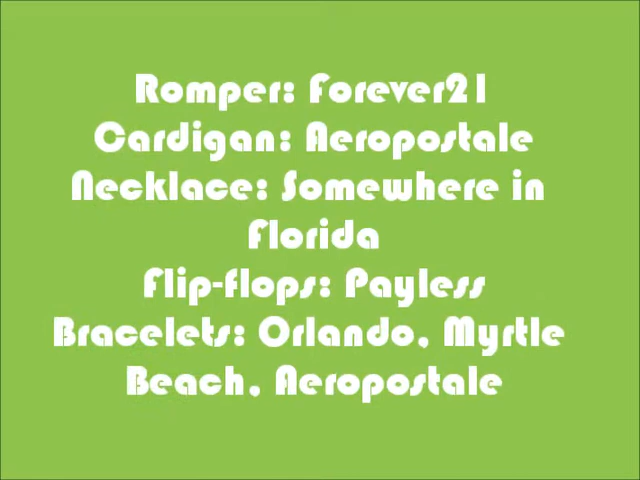 Romper: Forever21
Cardigan: Aeropostale
Necklace: Somewhere in
Florida
Flip-flops: Payless
Bracelets: Orlando, Myrtle
Beach, Aeropostale